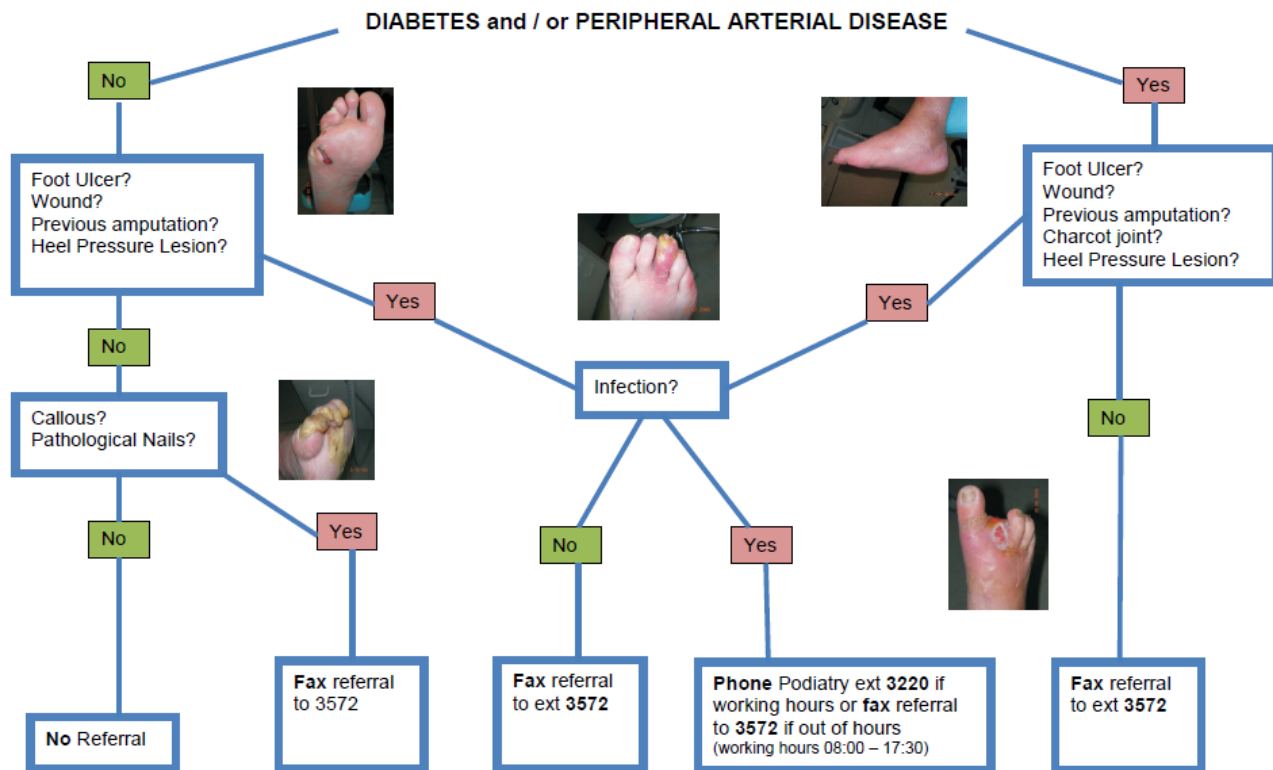 DIABETES and / or PERIPHERAL ARTERIAL DISEASE
No
Yes
Foot Ulcer?
Wound?
Previous amputation?
Heel Pressure Lesion?
Foot Ulcer?
Wound?
Previous amputation?
Charcot joint?
Heel Pressure Lesion?
Yes
Yes
No
Infection?
Callous?
Pathological Nails?
No
No
Yes
No
Yes
Fax referral
to 3572
Fax referral
to ext 3572
Phone Podiatry ext 3220 if
working hours or fax referral
to 3572 if out of hours
(working hours 08:00 – 17:30)
Fax referral
to ext 3572
No Referral